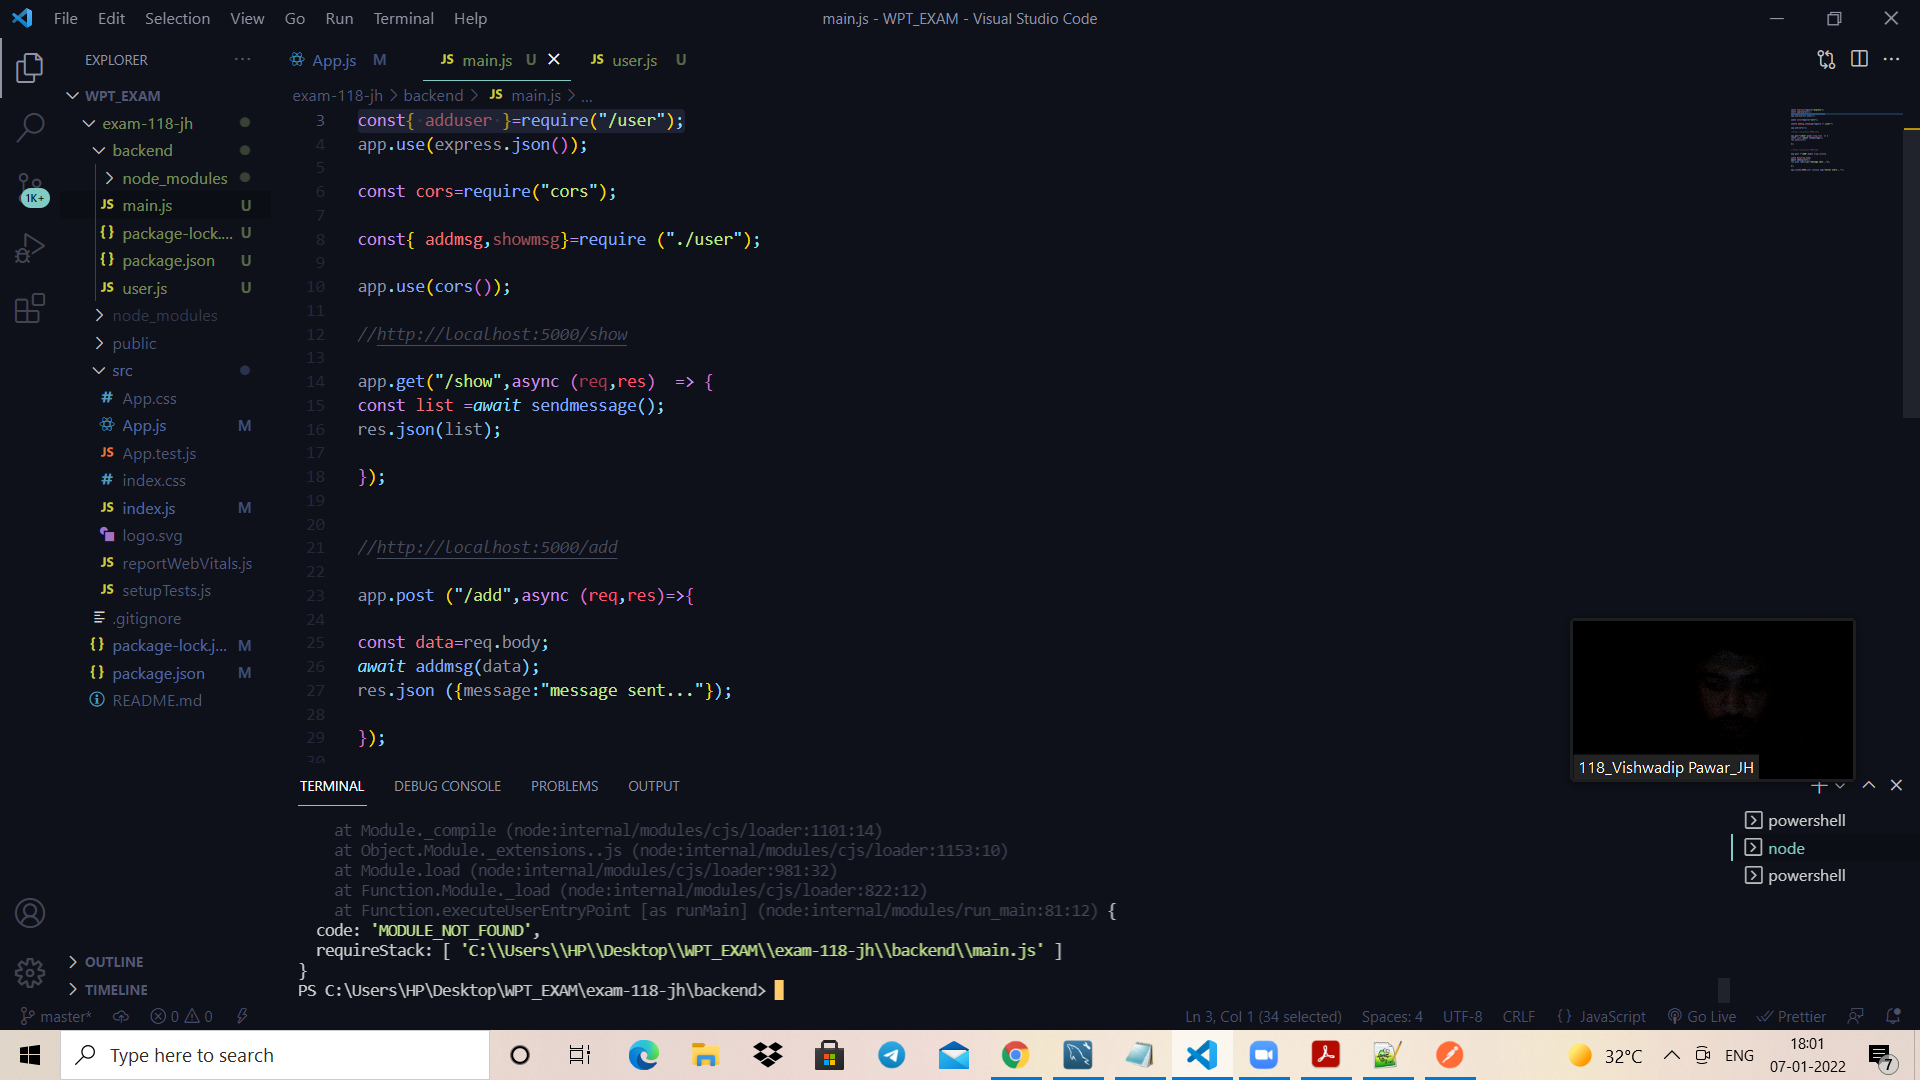 File Edit Selection View Go Run Terminal Help
main.js - WPT_EXAM - Visual Studio Code
EXPLORER
WPT_EXAM
exam-118-jh
backend
node_modules
main.js U
package-lock.... U
package.json U
user.js U
node_modules
public
src
App.css
App.js M
App.test.js
index.css
index.js M
logo.svg
reportWebVitals.js
setupTests.js
.gitignore
package-lock.j... M
package.json M
README.md
OUTLINE
TIMELINE
1K+
App.js M
JS main.js U
JS user.js U
exam-118-jh > backend > JS main.js > ...
3 const{ adduser }=require("/user");
4 app.use(express.json());
5
6 const cors=require("cors");
7
8 const{ addmsg,showmsg}=require ("./user");
9
10 app.use(cors());
11
12 //http://localhost:5000/show
13
14 app.get("/show",async (req,res)  => {
15 const list =await sendmessage();
16 res.json(list);
17
18 });
19
20
21 //http://localhost:5000/add
22
23 app.post ("/add",async (req,res)=>{
24
25 const data=req.body;
26 await addmsg(data);
27 res.json ({message:"message sent..."});
28
29 });
30
118_Vishwadip Pawar_JH
TERMINAL DEBUG CONSOLE PROBLEMS OUTPUT
at Module._compile (node:internal/modules/cjs/loader:1101:14)
at Object.Module._extensions..js (node:internal/modules/cjs/loader:1153:10)
at Module.load (node:internal/modules/cjs/loader:981:32)
at Function.Module._load (node:internal/modules/cjs/loader:822:12)
at Function.executeUserEntryPoint [as runMain] (node:internal/modules/run_main:81:12) {
code: 'MODULE_NOT_FOUND',
requireStack: [ 'C:\\Users\\HP\\Desktop\\WPT_EXAM\\exam-118-jh\\backend\\main.js' ]
}
PS C:\Users\HP\Desktop\WPT_EXAM\exam-118-jh\backend>
powershell
node
powershell
master* 0 0
Ln 3, Col 1 (34 selected) Spaces: 4 UTF-8 CRLF {} JavaScript Go Live Prettier
Type here to search
32°C ENG
18:01
07-01-2022
7